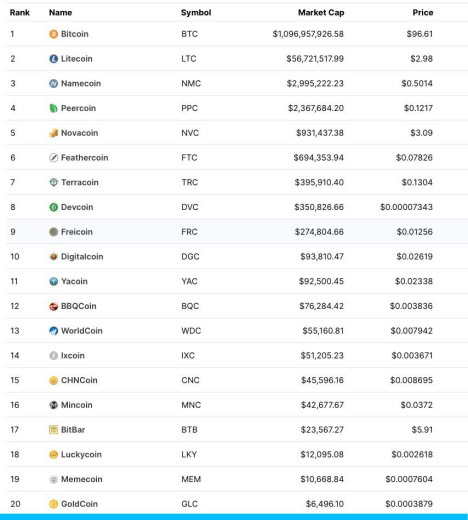 Rank Name Symbol Market Cap Price
1 Bitcoin BTC $1,096,957,926.58 $96.61
2 Litecoin LTC $56,721,517.99 $2.98
3 Namecoin NMC $2,995,222.23 $0.5014
4 Peercoin PPC $2,367,684.20 $0.1217
5 Novacoin NVC $931,437.38 $3.09
6 Feathercoin FTC $694,353.94 $0.07826
7 Terracoin TRC $395,910.40 $0.1304
8 Devcoin DVC $350,826.66 $0.00007343
9 Freicoin FRC $274,804.66 $0.01256
10 Digitalcoin DGC $93,810.47 $0.02619
11 Yacoin YAC $92,500.45 $0.02338
12 BBQCoin BQC $76,284.42 $0.003836
13 WorldCoin WDC $55,160.81 $0.007942
14 Ixcoin IXC $51,205.23 $0.003671
15 CHNCoin CNC $45,596.16 $0.008695
16 Mincoin MNC $42,677.67 $0.0372
17 BitBar BTB $23,567.27 $5.91
18 Luckycoin LKY $12,095.08 $0.002618
19 Memecoin MEM $10,668.84 $0.0007604
20 GoldCoin GLC $6,496.10 $0.0003879